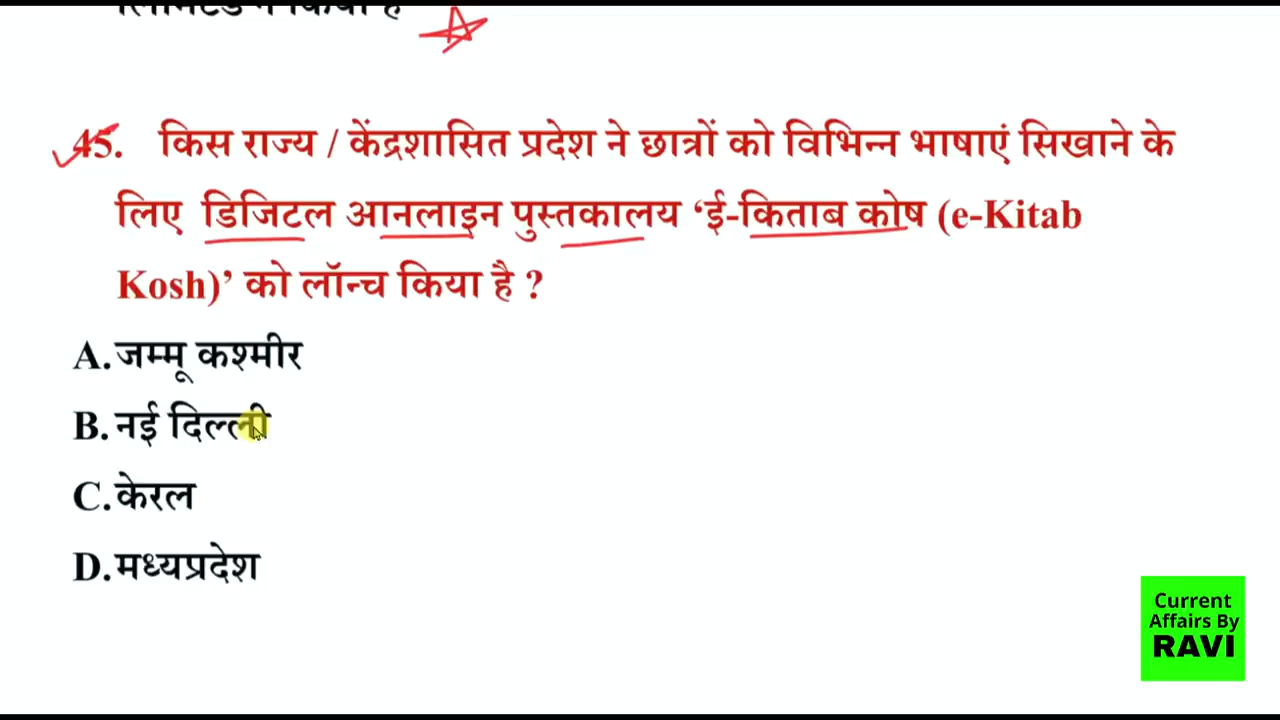 45. किस राज्य / केंद्रशासित प्रदेश ने छात्रों को विभिन्न भाषाएं सिखाने के
लिए डिजिटल आनलाइन पुस्तकालय ‘ई-किताब कोष (e-Kitab
Kosh)’ को लॉन्च किया है ?
A. जम्मू कश्मीर
B. नई दिल्ली
C. केरल
D. मध्यप्रदेश
Current
Affairs By
RAVI